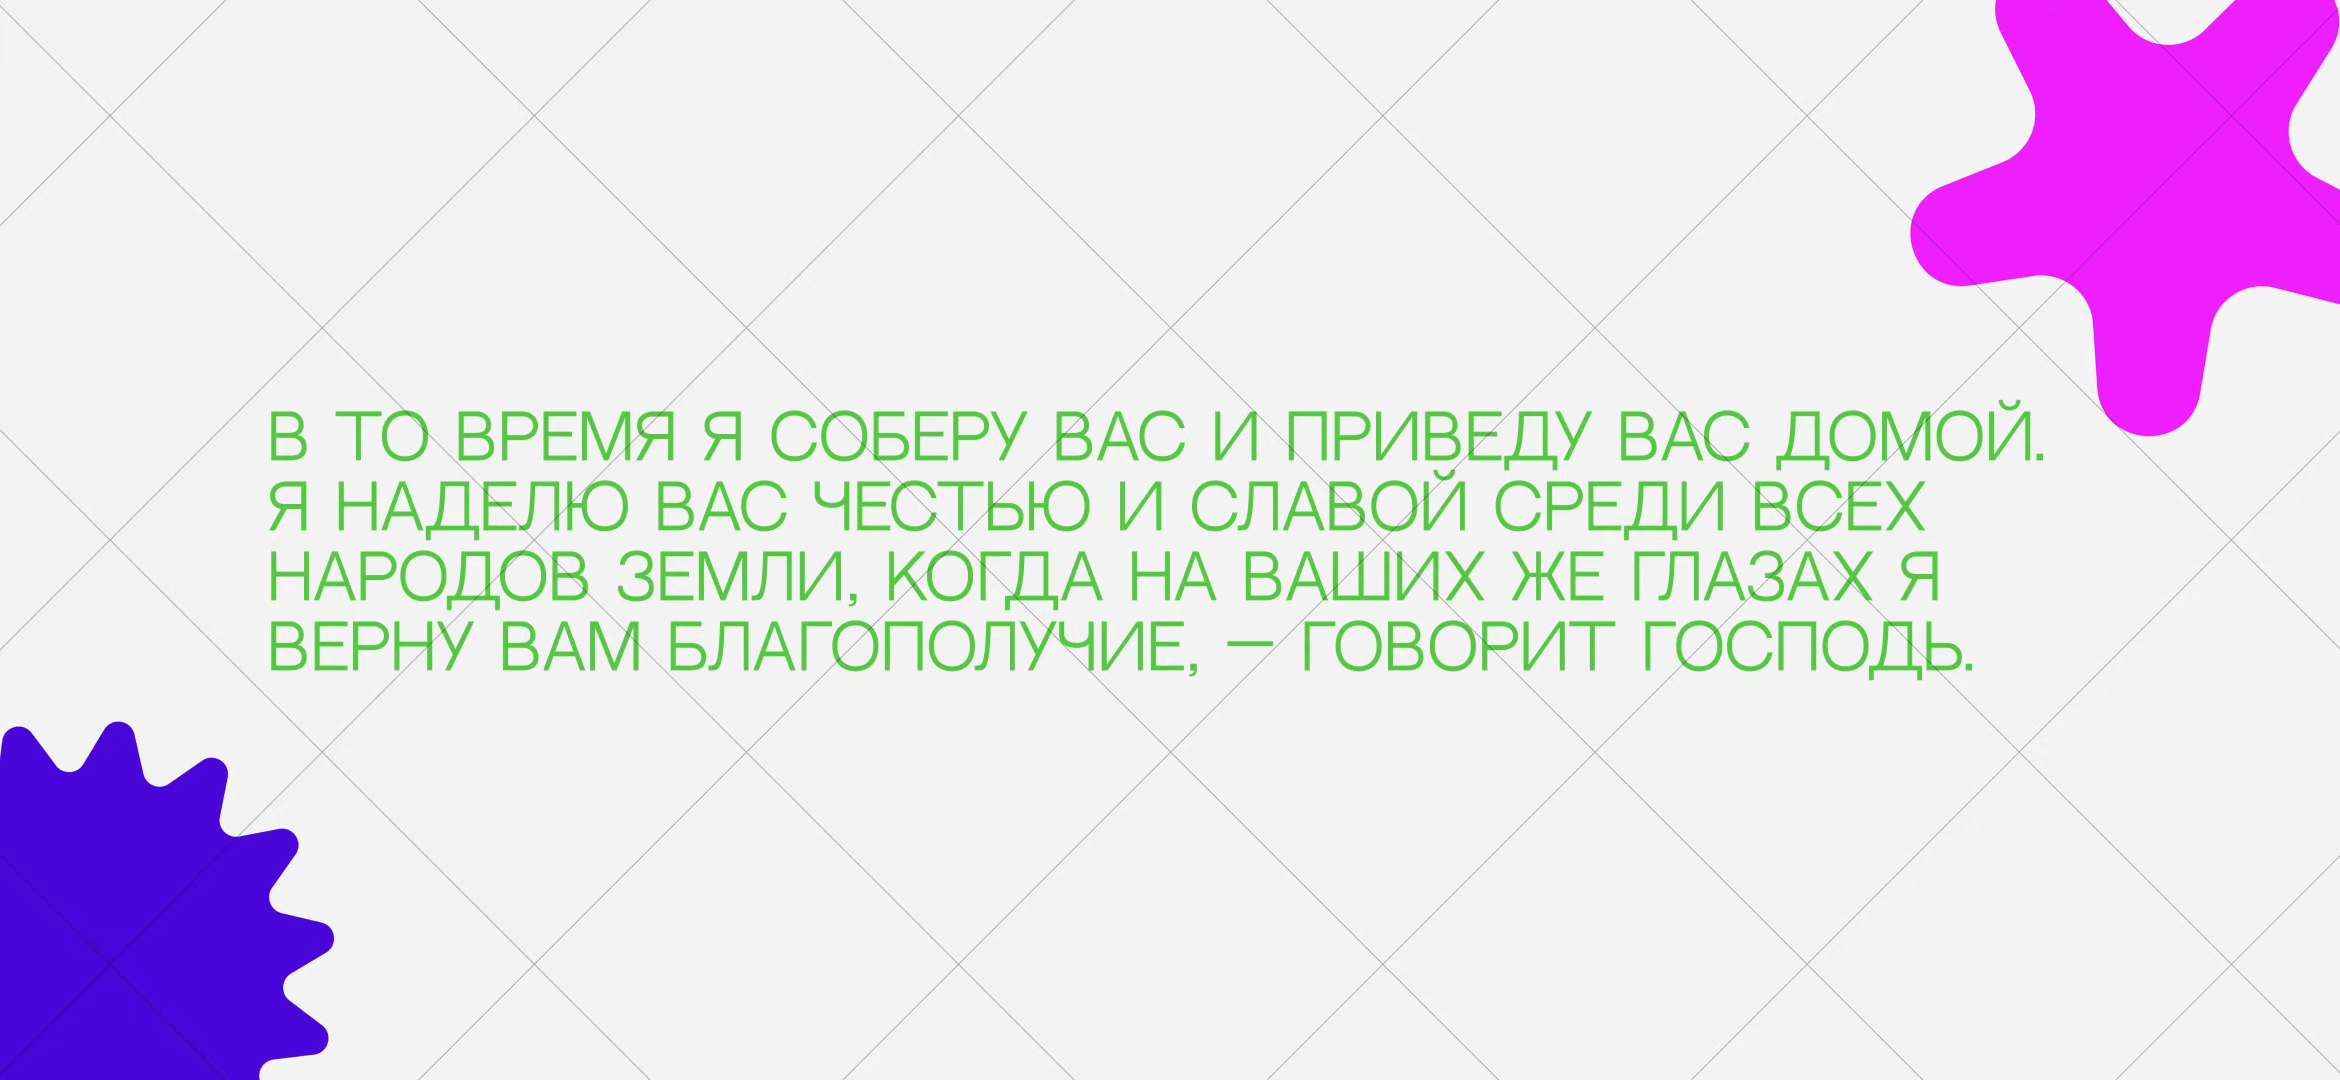 В ТО ВРЕМЯ Я СОБЕРУ ВАС И ПРИВЕДУ ВАС ДОМОЙ.
Я НАДЕЛЮ ВАС ЧЕСТЬЮ И СЛАВОЙ СРЕДИ ВСЕХ
НАРОДОВ ЗЕМЛИ, КОГДА НА ВАШИХ ЖЕ ГЛАЗАХ Я
ВЕРНУ ВАМ БЛАГОПОЛУЧИЕ, — ГОВОРИТ ГОСПОДЬ.